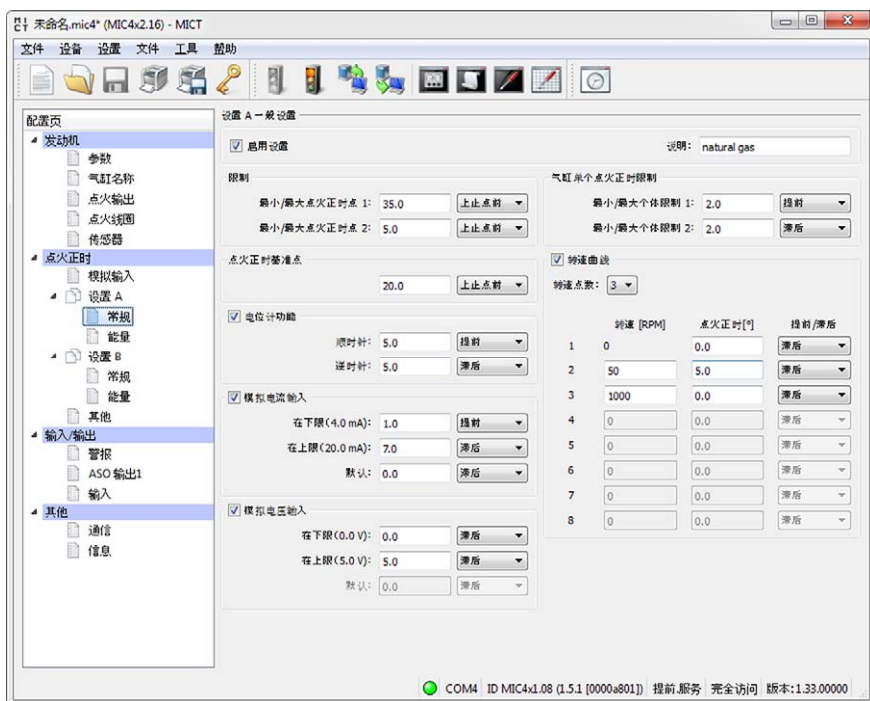 未命名.mic4* (MIC4x2.16) - MICT
文件 设备 设置 文件 工具 帮助
配置页
发动机
参数
气缸名称
点火输出
点火线圈
传感器
点火正时
模拟输入
设置 A
常规
能量
设置 B
常规
能量
其他
输入/输出
警报
ASO 输出1
输入
其他
通信
信息
设置 A 一般设置
启用设置 说明: natural gas
限制
最小/最大点火正时点 1: 35.0 上止点前
最小/最大点火正时点 2: 5.0 上止点前
气缸单个点火正时限制
最小/最大个体限制 1: 2.0 提前
最小/最大个体限制 2: 2.0 滞后
点火正时基准点
20.0 上止点前
电位计功能
顺时针: 5.0 提前
逆时针: 5.0 滞后
模拟电流输入
在下限(4.0 mA): 1.0 提前
在上限(20.0 mA): 7.0 滞后
默认: 0.0 滞后
模拟电压输入
在下限(0.0 V): 0.0 滞后
在上限(5.0 V): 5.0 滞后
默认: 0.0 滞后
转速曲线
转速点数: 3
转速 [RPM] 点火正时[°] 提前/滞后
1 0 0.0 滞后
2 50 5.0 滞后
3 1000 0.0 滞后
4 0 0.0 滞后
5 0 0.0 滞后
6 0 0.0 滞后
7 0 0.0 滞后
8 0 0.0 滞后
COM4 ID MIC4x1.08 (1.5.1 [0000a801]) 提前.服务 完全访问 版本:1.33.00000